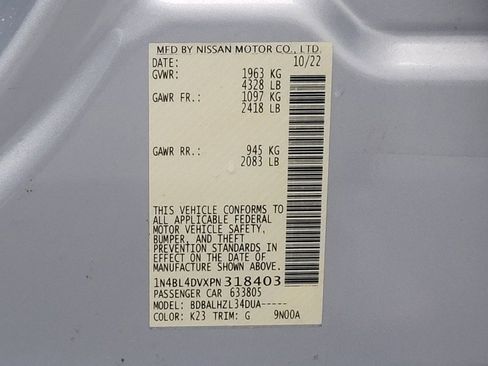 MFD BY NISSAN MOTOR CO., LTD.
DATE: 10/22
GVWR: 1963 KG
4328 LB
GAWR FR.: 1097 KG
2418 LB
GAWR RR.: 945 KG
2083 LB
THIS VEHICLE CONFORMS TO
ALL APPLICABLE FEDERAL
MOTOR VEHICLE SAFETY,
BUMPER, AND THEFT
PREVENTION STANDARDS IN
EFFECT ON THE DATE OF
MANUFACTURE SHOWN ABOVE.
1N4BL4DVXPN318403
PASSENGER CAR 633805
MODEL: BDBALHZL34DUA-----
COLOR: K23 TRIM: G 9N00A